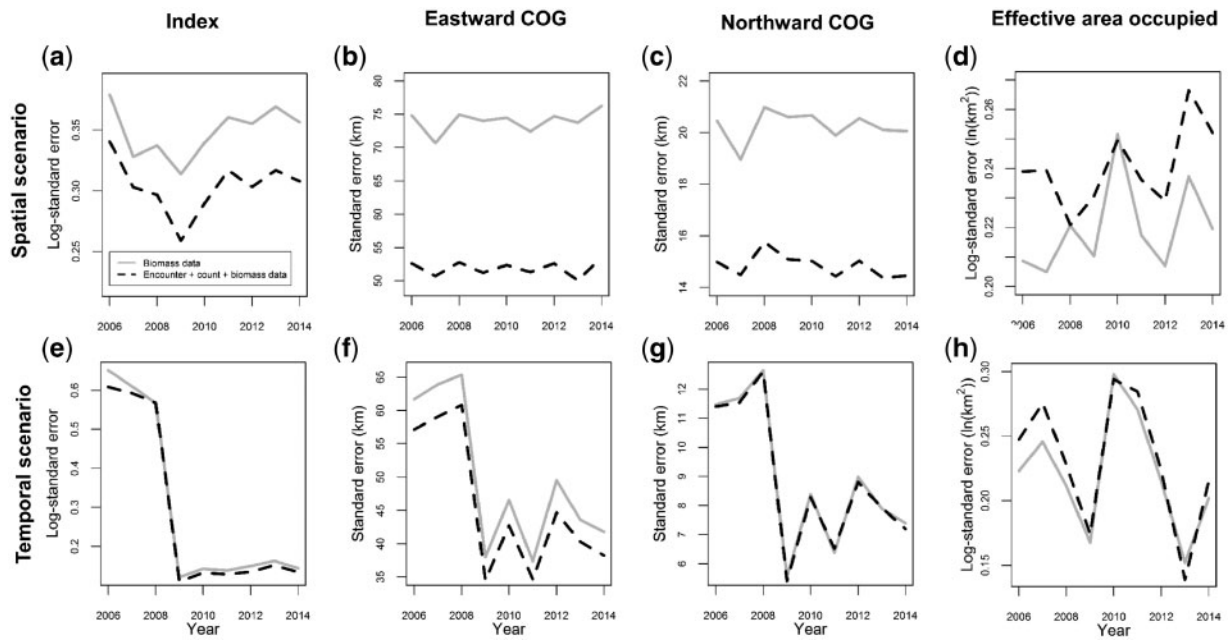 Index
Eastward COG
Northward COG
Effective area occupied
Spatial scenario
(a)
Log-standard error
0.35
0.30
0.25
Biomass data
Encounter + count + biomass data
2006 2008 2010 2012 2014
(b)
Standard error (km)
80
75
70
65
60
55
50
2006 2008 2010 2012 2014
(c)
Standard error (km)
22
20
18
16
14
2006 2008 2010 2012 2014
(d)
Log-standard error (ln(km²))
0.26
0.24
0.22
0.20
2008 2010 2012 2014
Temporal scenario
(e)
Log-standard error
0.6
0.5
0.4
0.3
0.2
2006 2008 2010 2012 2014
Year
(f)
Standard error (km)
65
60
55
50
45
40
35
2006 2008 2010 2012 2014
Year
(g)
Standard error (km)
12
11
10
9
8
7
6
2006 2008 2010 2012 2014
Year
(h)
Log-standard error (ln(km²))
0.30
0.25
0.20
0.15
2006 2008 2010 2012 2014
Year